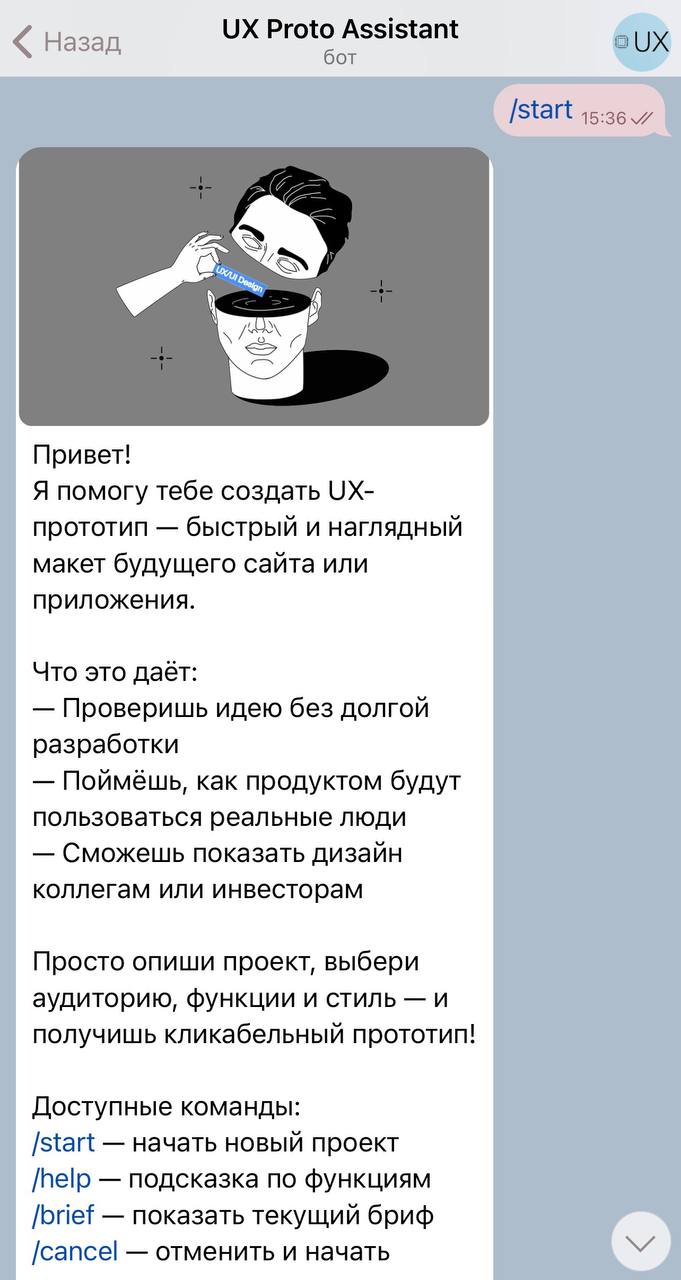 Назад
UX Proto Assistant
бот
UX
/start 15:36
UX/UI Design
Привет!
Я помогу тебе создать UX-
прототип — быстрый и наглядный
макет будущего сайта или
приложения.
Что это даёт:
— Проверишь идею без долгой
разработки
— Поймёшь, как продуктом будут
пользоваться реальные люди
— Сможешь показать дизайн
коллегам или инвесторам
Просто опиши проект, выбери
аудиторию, функции и стиль — и
получишь кликабельный прототип!
Доступные команды:
/start — начать новый проект
/help — подсказка по функциям
/brief — показать текущий бриф
/cancel — отменить и начать